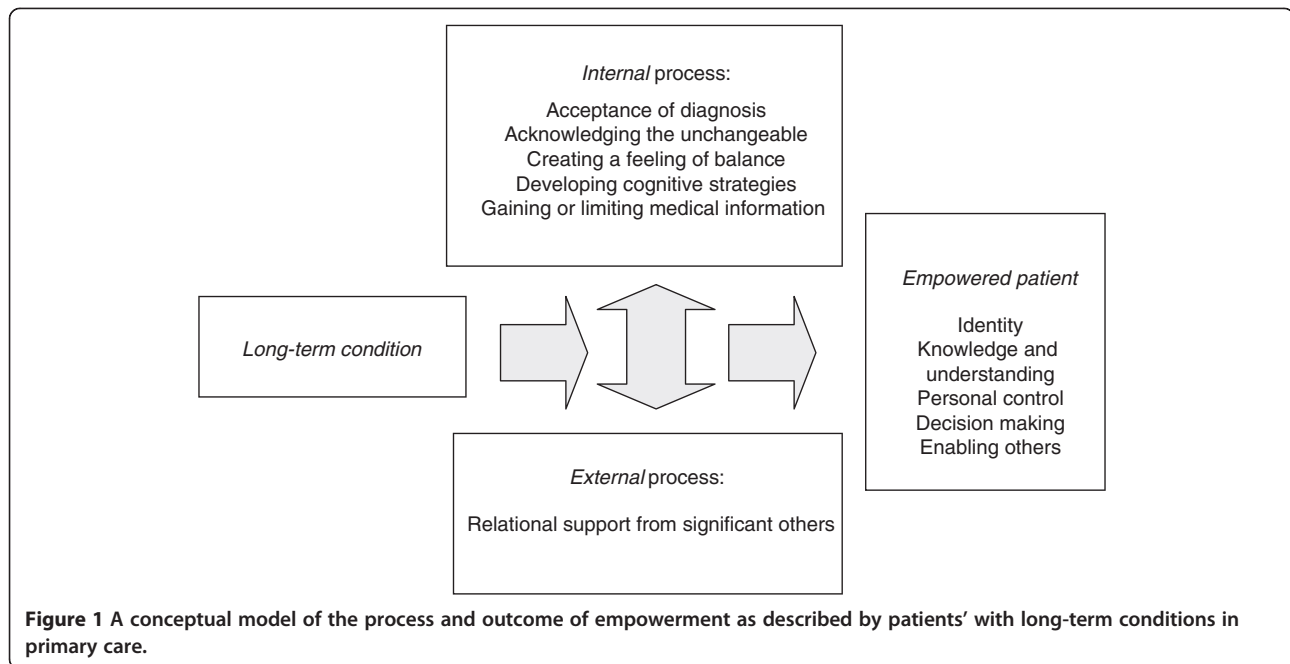 Internal process:
Acceptance of diagnosis
Acknowledging the unchangeable
Creating a feeling of balance
Developing cognitive strategies
Gaining or limiting medical information
Long-term condition
Empowered patient
Identity
Knowledge and
understanding
Personal control
Decision making
Enabling others
External process:
Relational support from significant others
Figure 1 A conceptual model of the process and outcome of empowerment as described by patients’ with long-term conditions in
primary care.